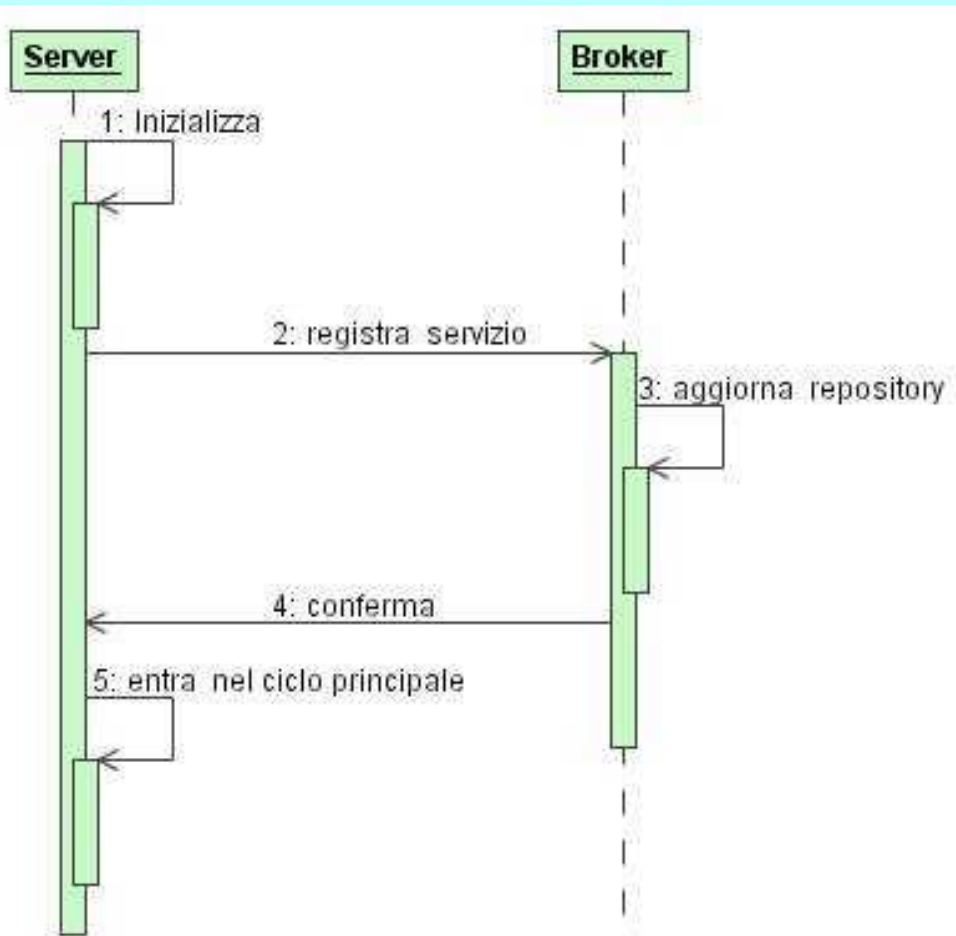 Server
Broker
1: Inizializza
2: registra servizio
3: aggiorna repository
4: conferma
5: entra nel ciclo principale